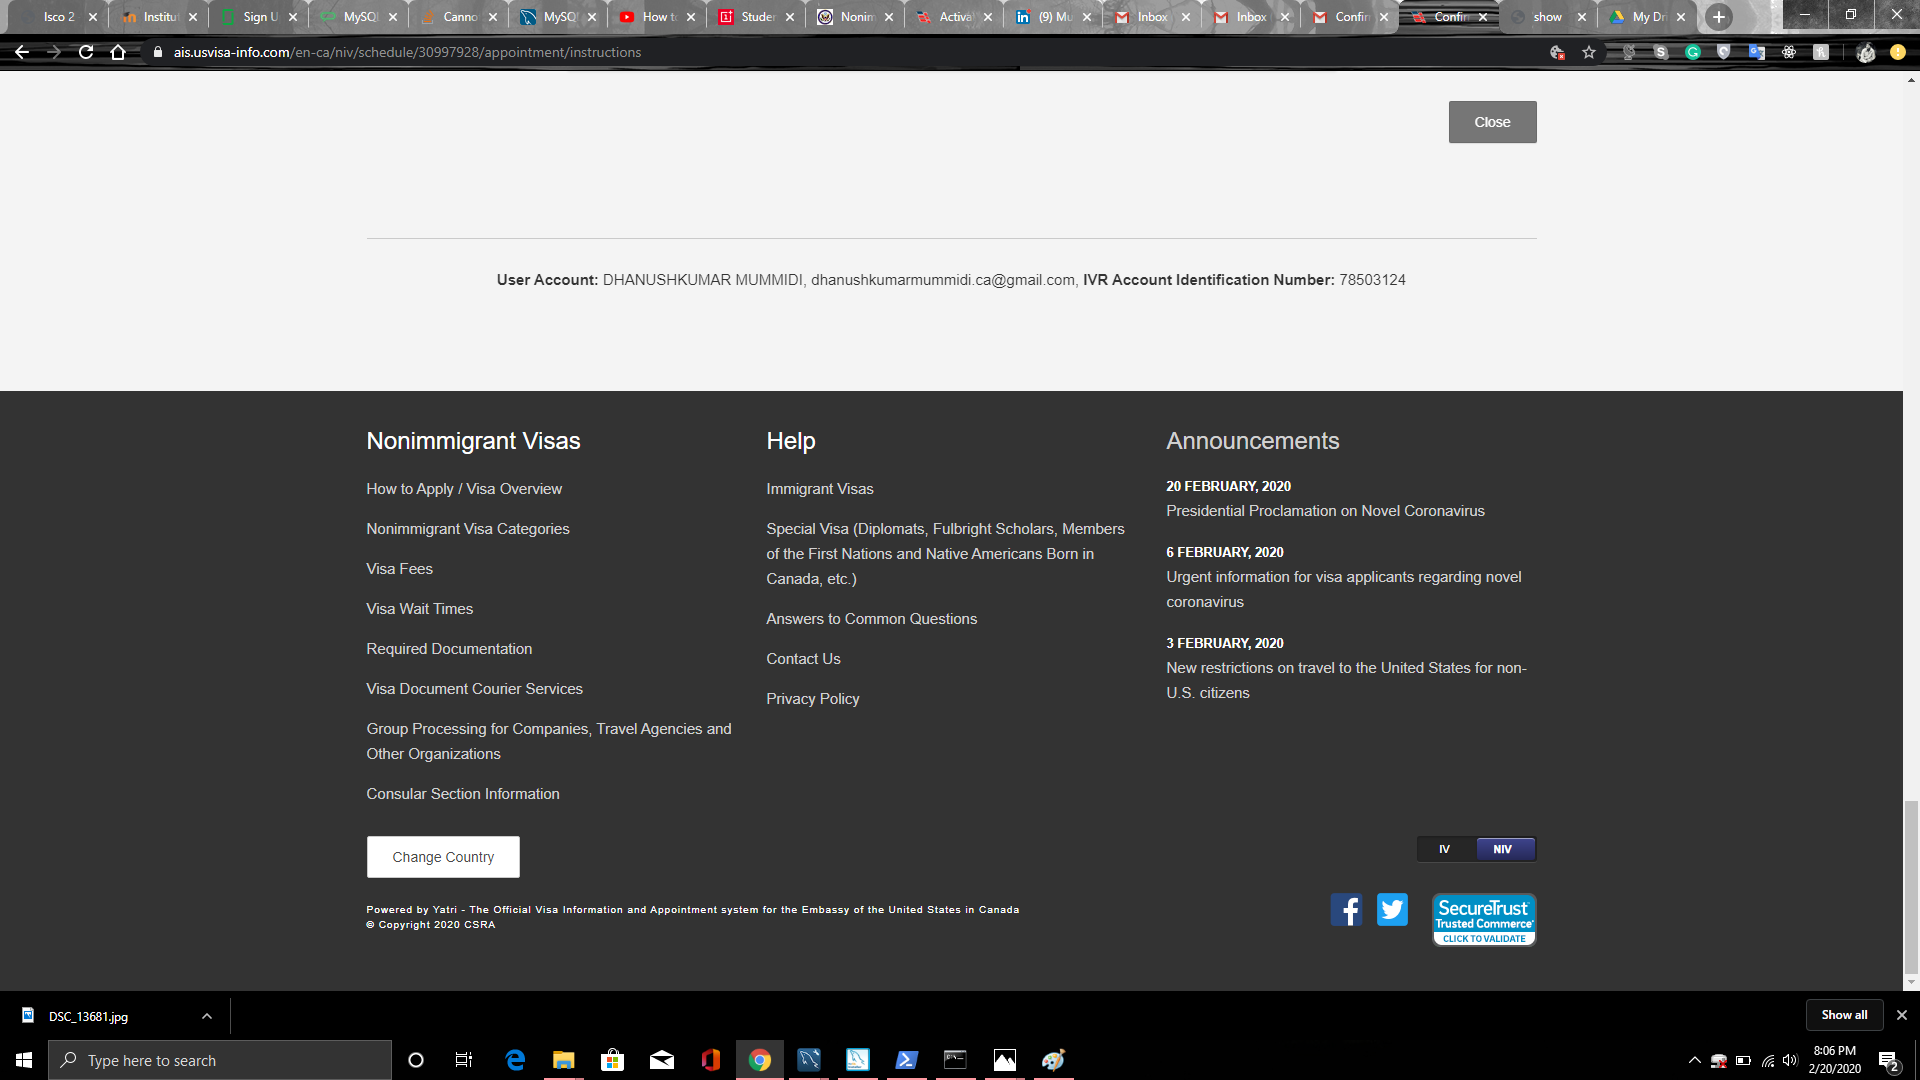 Isco 2
Institut
Sign U
MySQL
Canno
MySQL
How to
Studen
Nonim
Activat
(9) Mu
Inbox
Inbox
Confir
Confir
show
My Dr
ais.usvisa-info.com/en-ca/niv/schedule/30997928/appointment/instructions
Close
User Account: DHANUSHKUMAR MUMMIDI, dhanushkumarmummidi.ca@gmail.com, IVR Account Identification Number: 78503124
Nonimmigrant Visas
How to Apply / Visa Overview
Nonimmigrant Visa Categories
Visa Fees
Visa Wait Times
Required Documentation
Visa Document Courier Services
Group Processing for Companies, Travel Agencies and
Other Organizations
Consular Section Information
Help
Immigrant Visas
Special Visa (Diplomats, Fulbright Scholars, Members
of the First Nations and Native Americans Born in
Canada, etc.)
Answers to Common Questions
Contact Us
Privacy Policy
Announcements
20 FEBRUARY, 2020
Presidential Proclamation on Novel Coronavirus
6 FEBRUARY, 2020
Urgent information for visa applicants regarding novel
coronavirus
3 FEBRUARY, 2020
New restrictions on travel to the United States for non-
U.S. citizens
Change Country
IV NIV
Powered by Yatri - The Official Visa Information and Appointment system for the Embassy of the United States in Canada
© Copyright 2020 CSRA
SecureTrust
Trusted Commerce
CLICK TO VALIDATE
DSC_13681.jpg
Show all
Type here to search
8:06 PM
2/20/2020
2